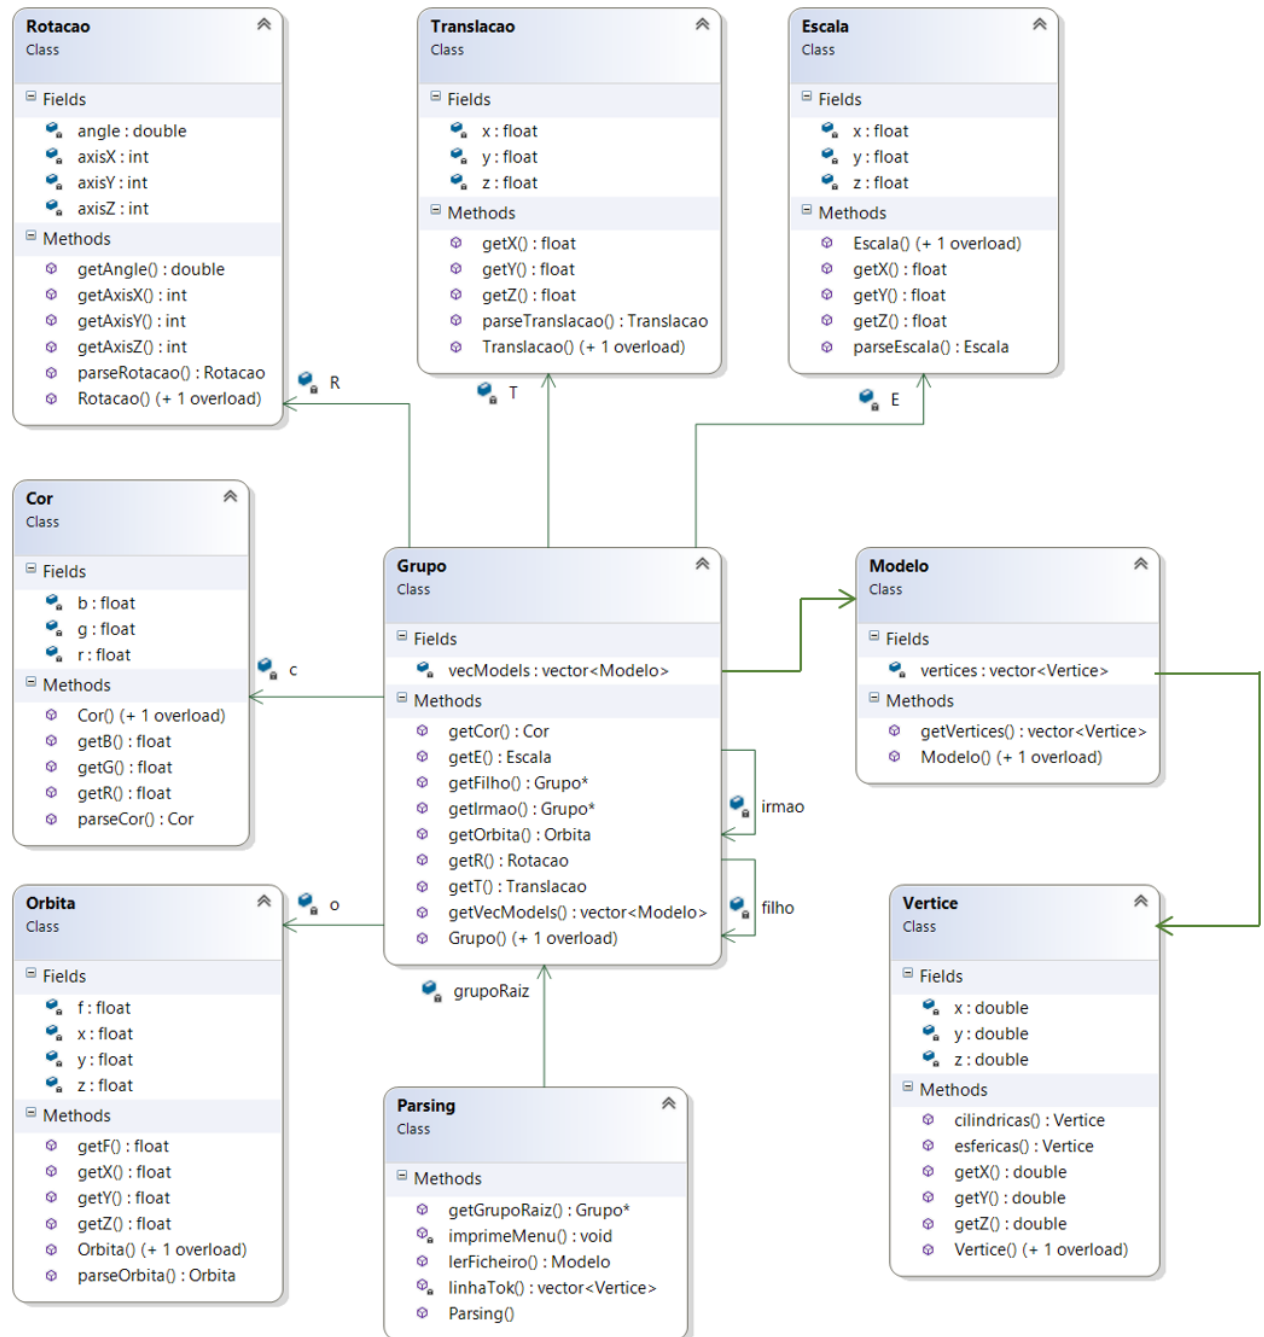 Rotacao
Class
Fields
angle : double
axisX : int
axisY : int
axisZ : int
Methods
getAngle() : double
getAxisX() : int
getAxisY() : int
getAxisZ() : int
parseRotacao() : Rotacao
Rotacao() (+ 1 overload)
R
Translacao
Class
Fields
x : float
y : float
z : float
Methods
getX() : float
getY() : float
getZ() : float
parseTranslacao() : Translacao
Translacao() (+ 1 overload)
T
Escala
Class
Fields
x : float
y : float
z : float
Methods
Escala() (+ 1 overload)
getX() : float
getY() : float
getZ() : float
parseEscala() : Escala
E
Cor
Class
Fields
b : float
g : float
r : float
Methods
Cor() (+ 1 overload)
getB() : float
getG() : float
getR() : float
parseCor() : Cor
c
Grupo
Class
Fields
vecModels : vector<Modelo>
Methods
getCor() : Cor
getE() : Escala
getFilho() : Grupo*
getIrmao() : Grupo*
getOrbita() : Orbita
getR() : Rotacao
getT() : Translacao
getVecModels() : vector<Modelo>
Grupo() (+ 1 overload)
irmao
filho
Modelo
Class
Fields
vertices : vector<Vertice>
Methods
getVertices() : vector<Vertice>
Modelo() (+ 1 overload)
Orbita
Class
Fields
f : float
x : float
y : float
z : float
Methods
getF() : float
getX() : float
getY() : float
getZ() : float
Orbita() (+ 1 overload)
parseOrbita() : Orbita
o
grupoRaiz
Parsing
Class
Methods
getGrupoRaiz() : Grupo*
imprimeMenu() : void
lerFicheiro() : Modelo
linhaTok() : vector<Vertice>
Parsing()
Vertice
Class
Fields
x : double
y : double
z : double
Methods
cilindricas() : Vertice
esfericas() : Vertice
getX() : double
getY() : double
getZ() : double
Vertice() (+ 1 overload)